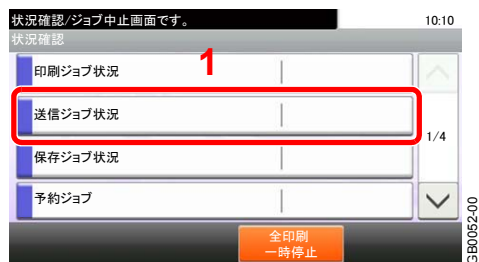 状況確認/ジョブ中止画面です。
10:10
状況確認
1
印刷ジョブ状況
送信ジョブ状況
1/4
保存ジョブ状況
予約ジョブ
全印刷
一時停止
GB0052-00